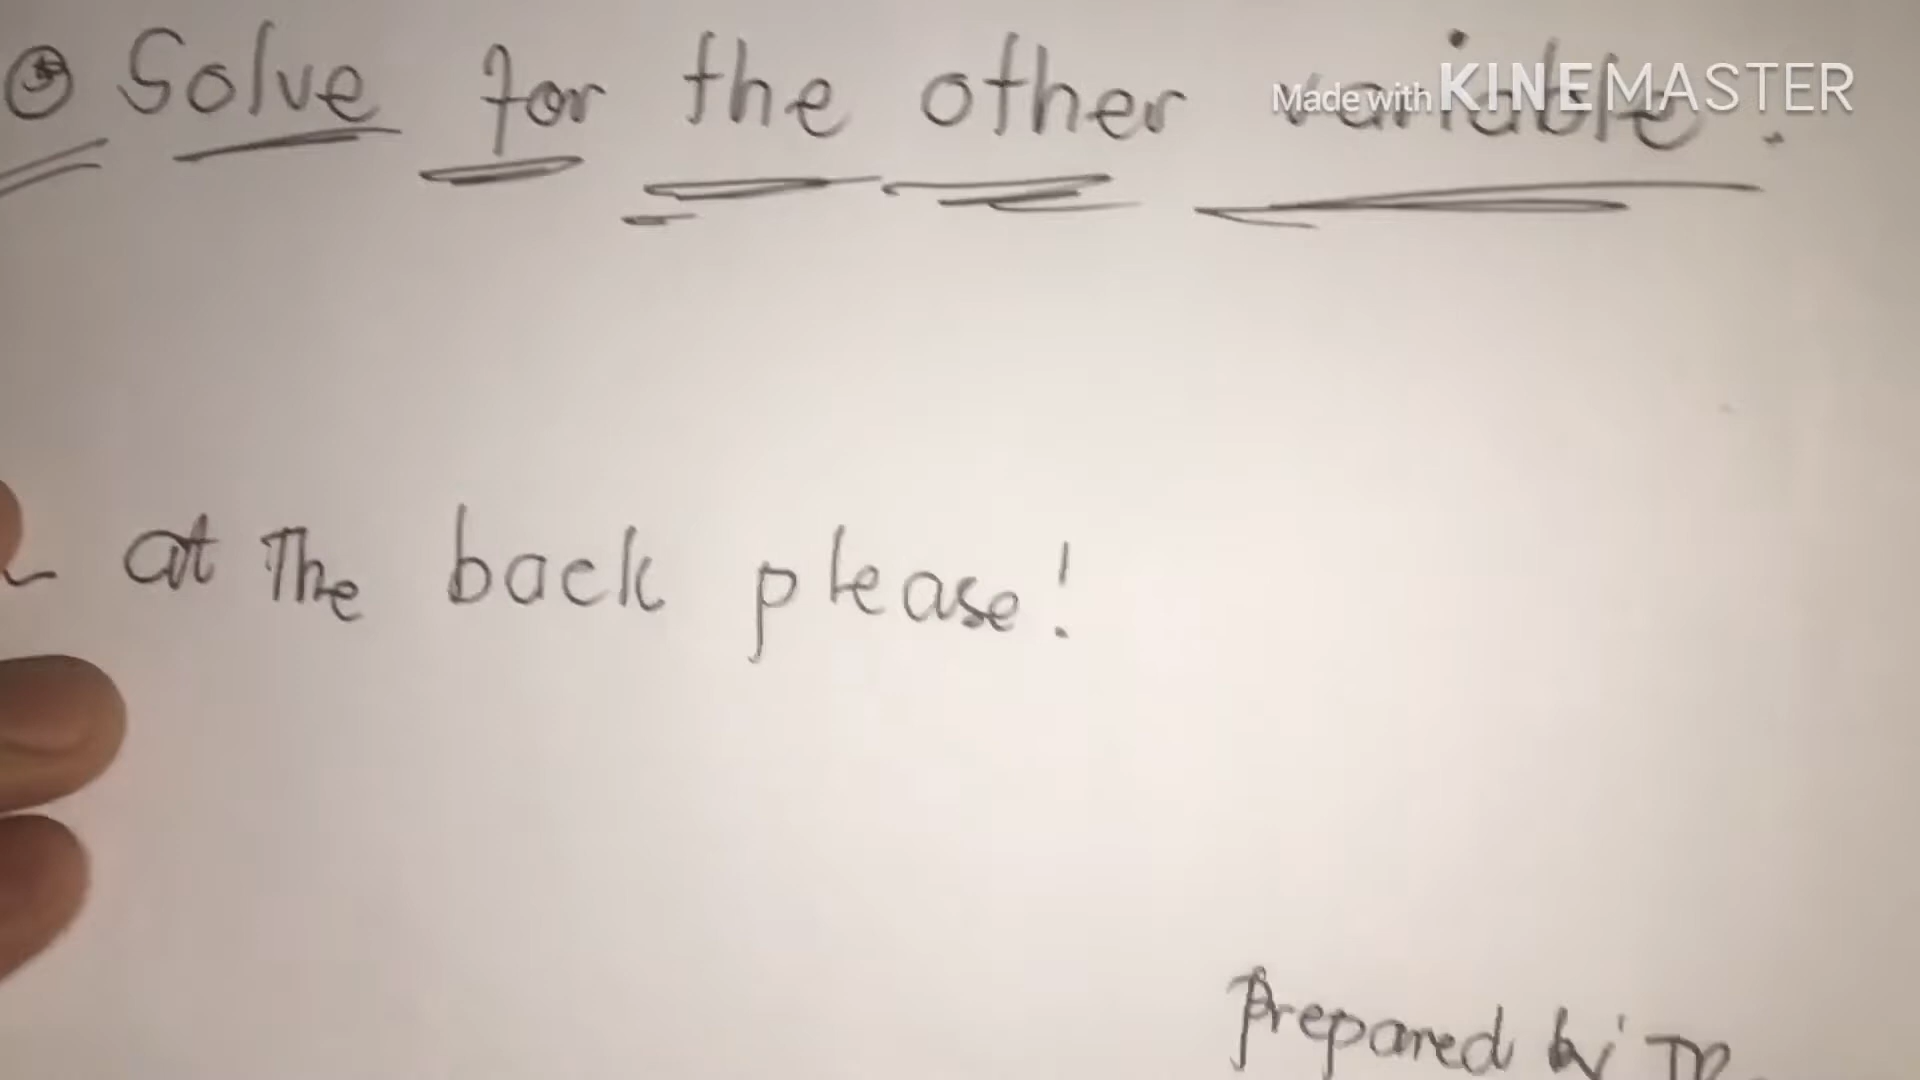 Solve for the other variable.
Made with KINEMASTER
at The back please!
Prepared by